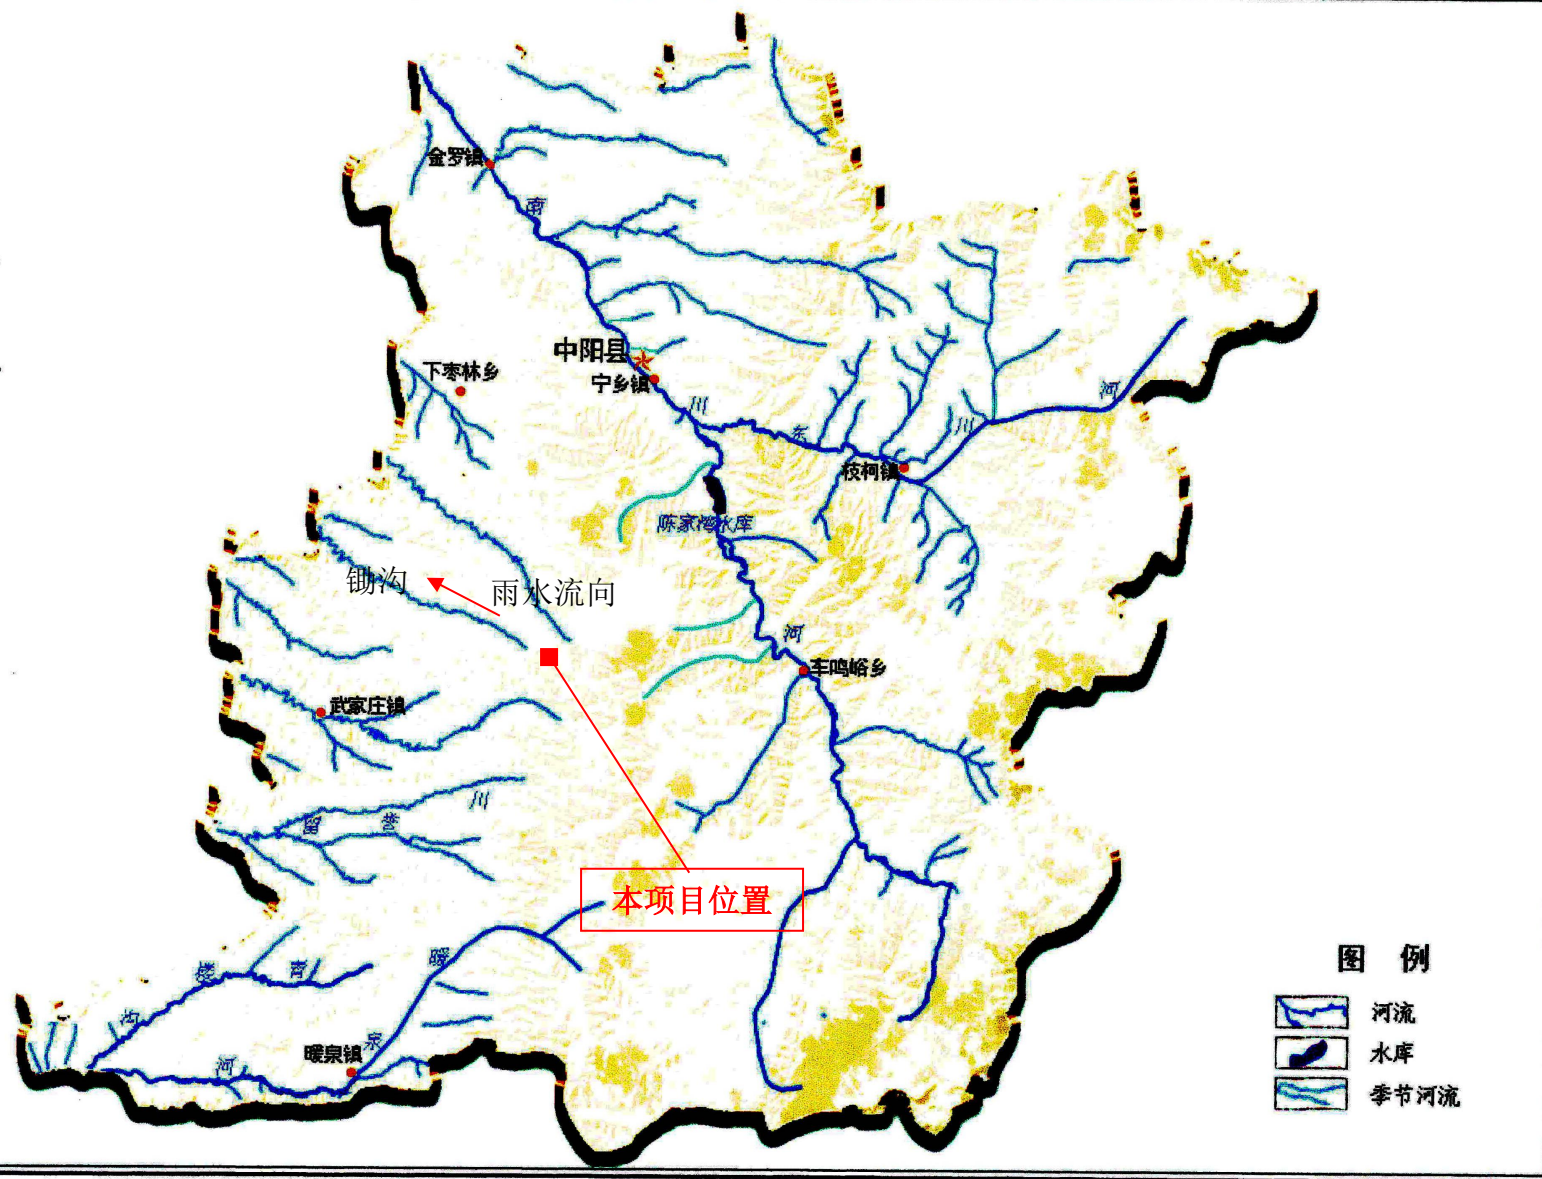 金罗镇
南
中阳县
宁乡镇
下枣林乡
川
东
川
河
枝柯镇
陈家湾水库
锄沟
雨水流向
河
车鸣峪乡
武家庄镇
川
留
誉
本项目位置
暖
楼
青
沟
泉
暖泉镇
河
图例
河流
水库
季节河流